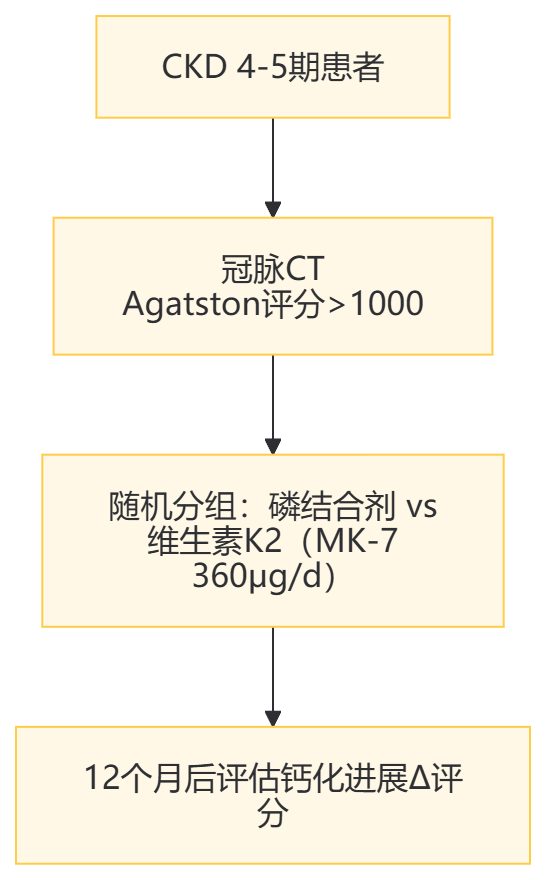 CKD 4-5期患者
冠脉CT
Agatston评分>1000
随机分组：磷结合剂 vs
维生素K2（MK-7
360μg/d）
12个月后评估钙化进展Δ评
分